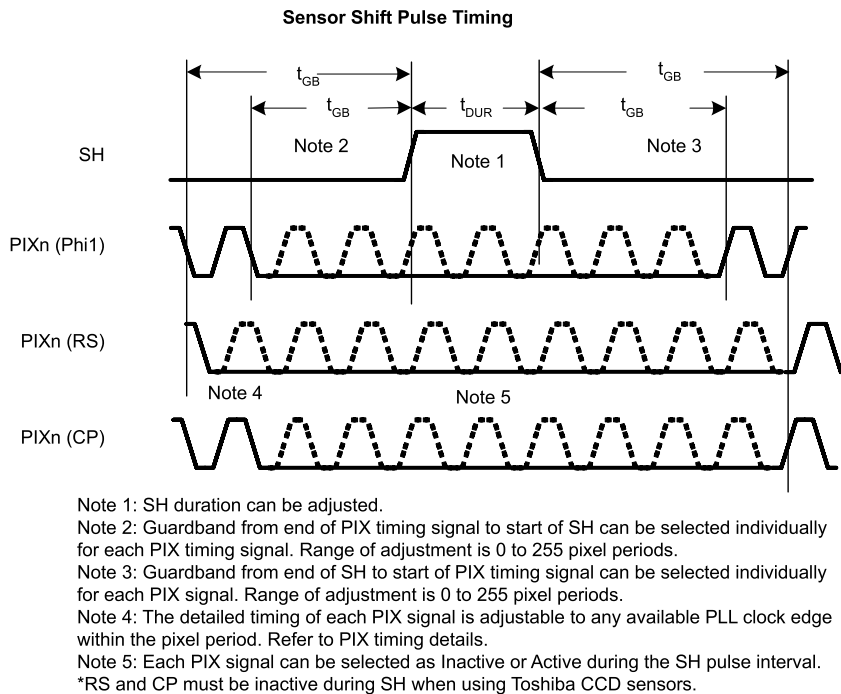 Sensor Shift Pulse Timing
tGB
tGB
tGB
tDUR
tGB
SH
Note 2
Note 1
Note 3
PIXn (Phi1)
PIXn (RS)
Note 4
Note 5
PIXn (CP)
Note 1: SH duration can be adjusted.
Note 2: Guardband from end of PIX timing signal to start of SH can be selected individually
for each PIX timing signal. Range of adjustment is 0 to 255 pixel periods.
Note 3: Guardband from end of SH to start of PIX timing signal can be selected individually
for each PIX signal. Range of adjustment is 0 to 255 pixel periods.
Note 4: The detailed timing of each PIX signal is adjustable to any available PLL clock edge
within the pixel period. Refer to PIX timing details.
Note 5: Each PIX signal can be selected as Inactive or Active during the SH pulse interval.
*RS and CP must be inactive during SH when using Toshiba CCD sensors.